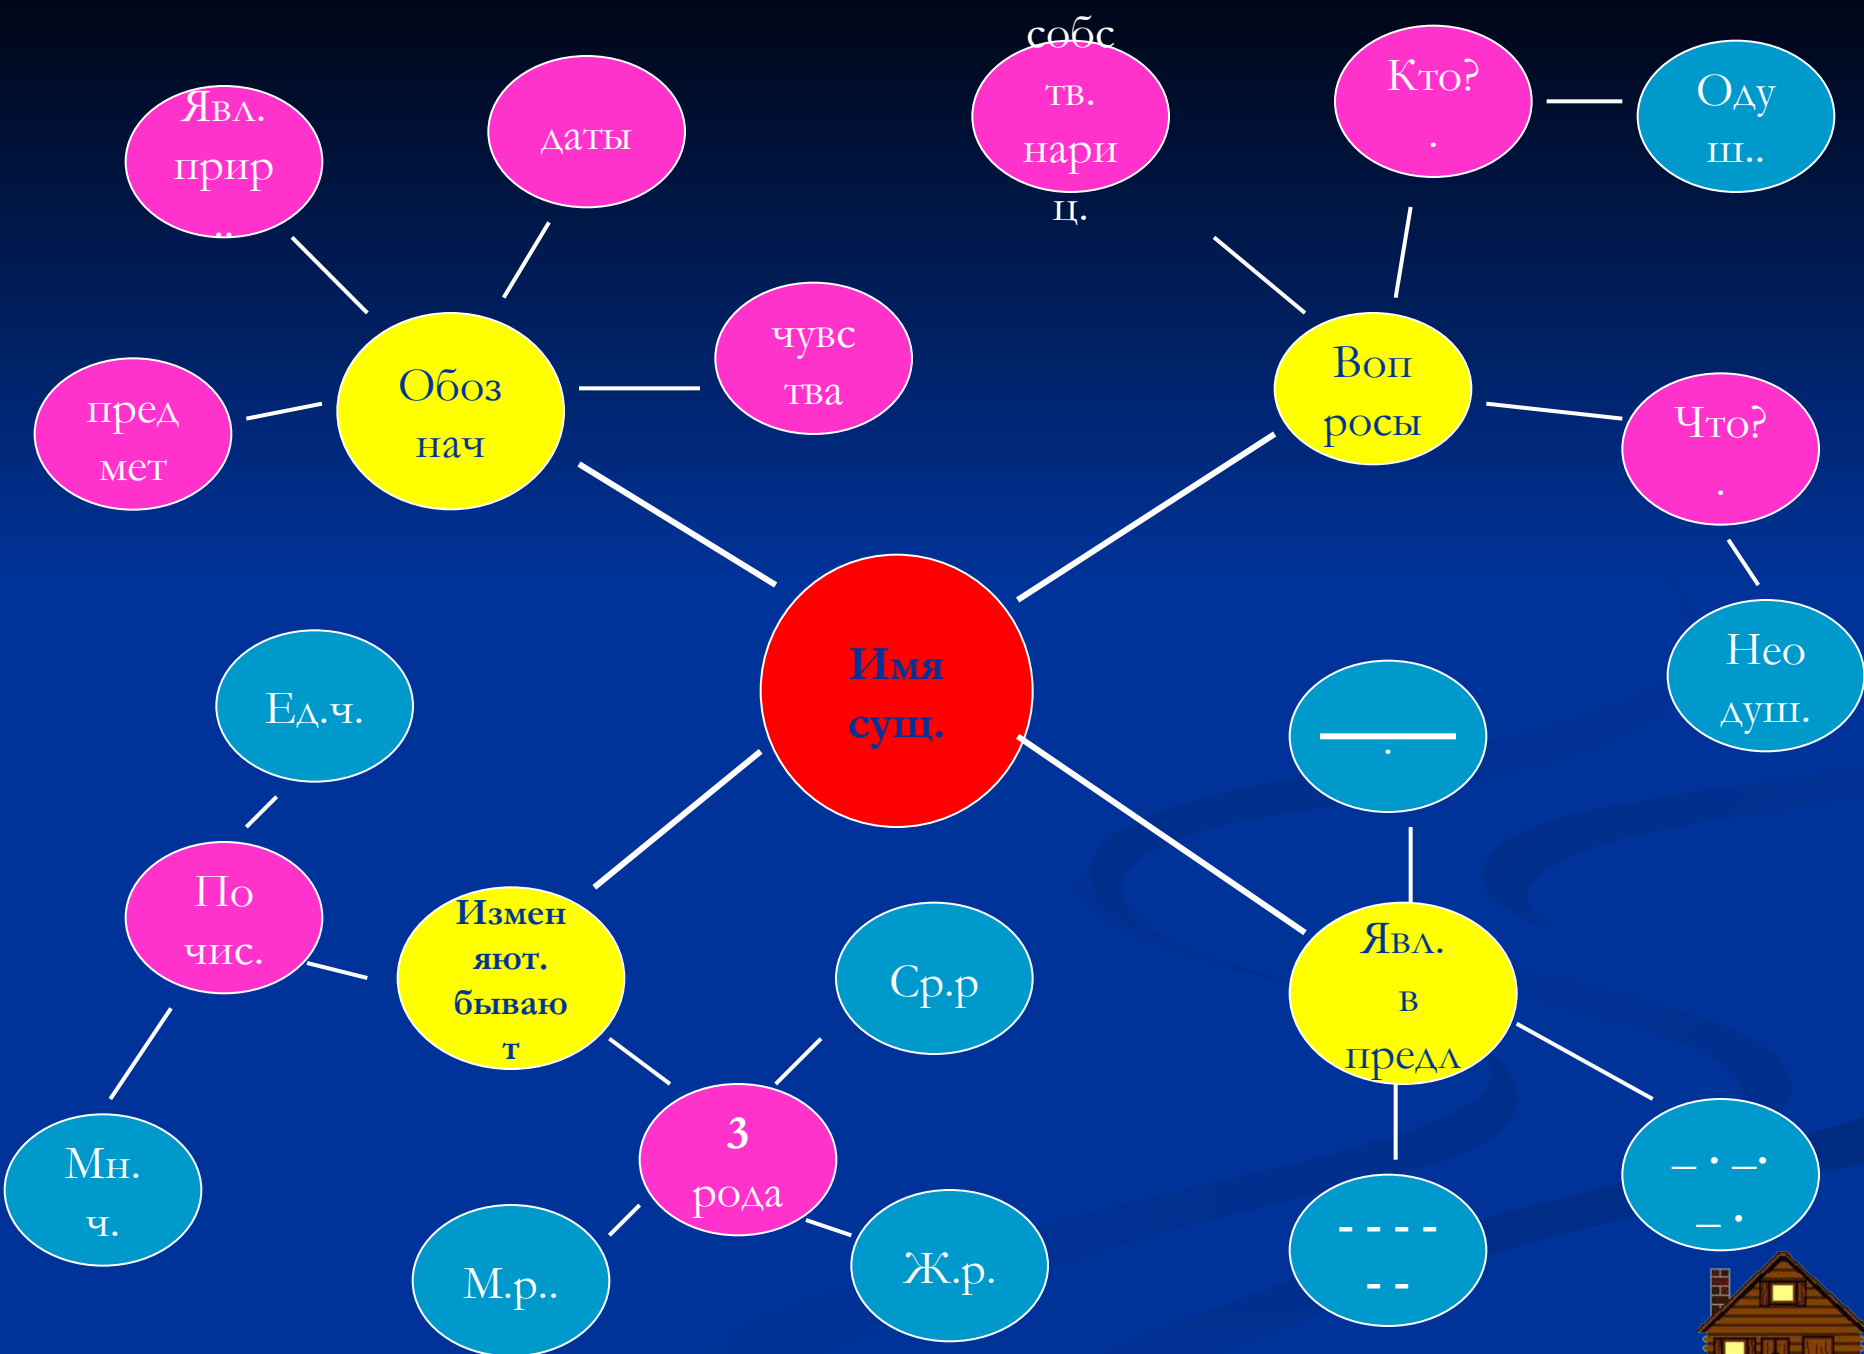 Явл.
прир
..
даты
пред
мет
Обоз
нач
чувс
тва
собс
тв.
нари
ц.
Кто?
.
Оду
ш..
Воп
росы
Что?
.
Нео
душ.
Имя
сущ.
Ед.ч.
По
чис.
Мн.
ч.
Измен
яют.
бываю
т
Ср.р
3
рода
М.р..
Ж.р.
.
Явл.
в
предл
- - - -
- -
_ . _.
_ .